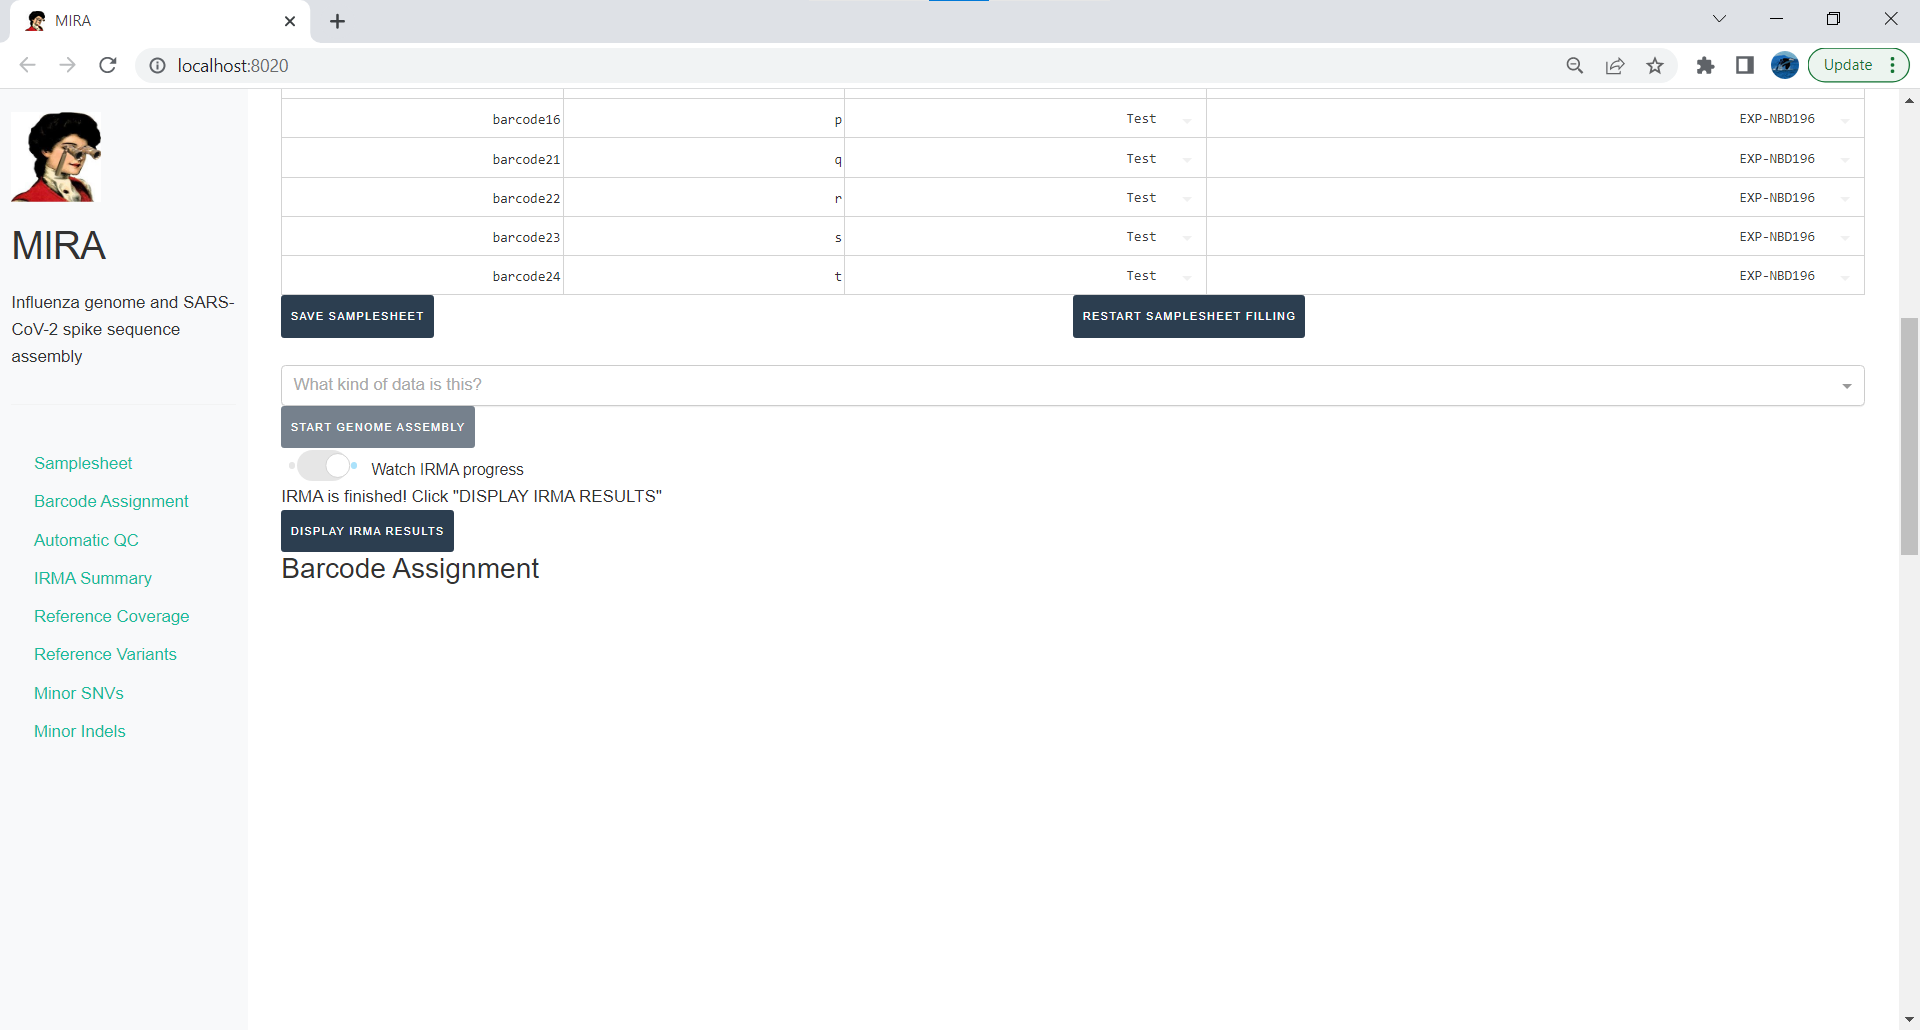 MIRA
localhost:8020
Update
MIRA
Influenza genome and SARS-
CoV-2 spike sequence
assembly
Samplesheet
Barcode Assignment
Automatic QC
IRMA Summary
Reference Coverage
Reference Variants
Minor SNVs
Minor Indels
barcode16 p Test EXP-NBD196
barcode21 q Test EXP-NBD196
barcode22 r Test EXP-NBD196
barcode23 s Test EXP-NBD196
barcode24 t Test EXP-NBD196
SAVE SAMPLESHEET RESTART SAMPLESHEET FILLING
What kind of data is this?
START GENOME ASSEMBLY
Watch IRMA progress
IRMA is finished! Click "DISPLAY IRMA RESULTS"
DISPLAY IRMA RESULTS
Barcode Assignment